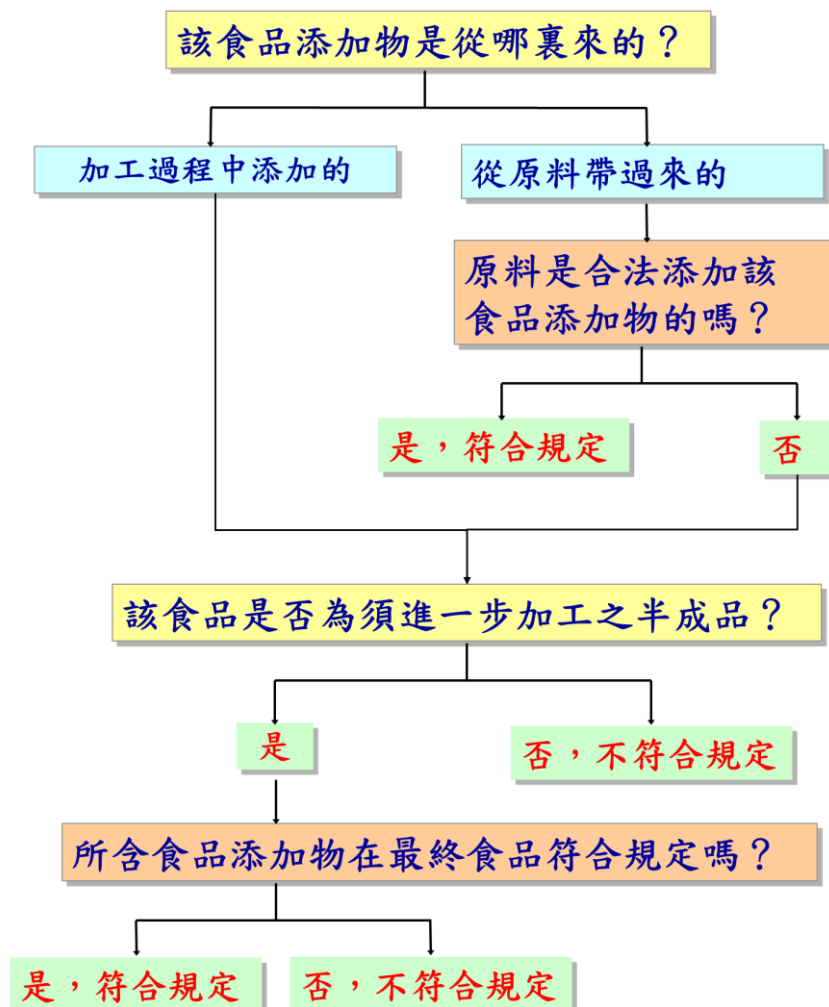 該食品添加物是從哪裏來的？
加工過程中添加的
從原料帶過來的
原料是合法添加該
食品添加物的嗎？
是，符合規定
否
該食品是否為須進一步加工之半成品？
是
否，不符合規定
所含食品添加物在最終食品符合規定嗎？
是，符合規定
否，不符合規定